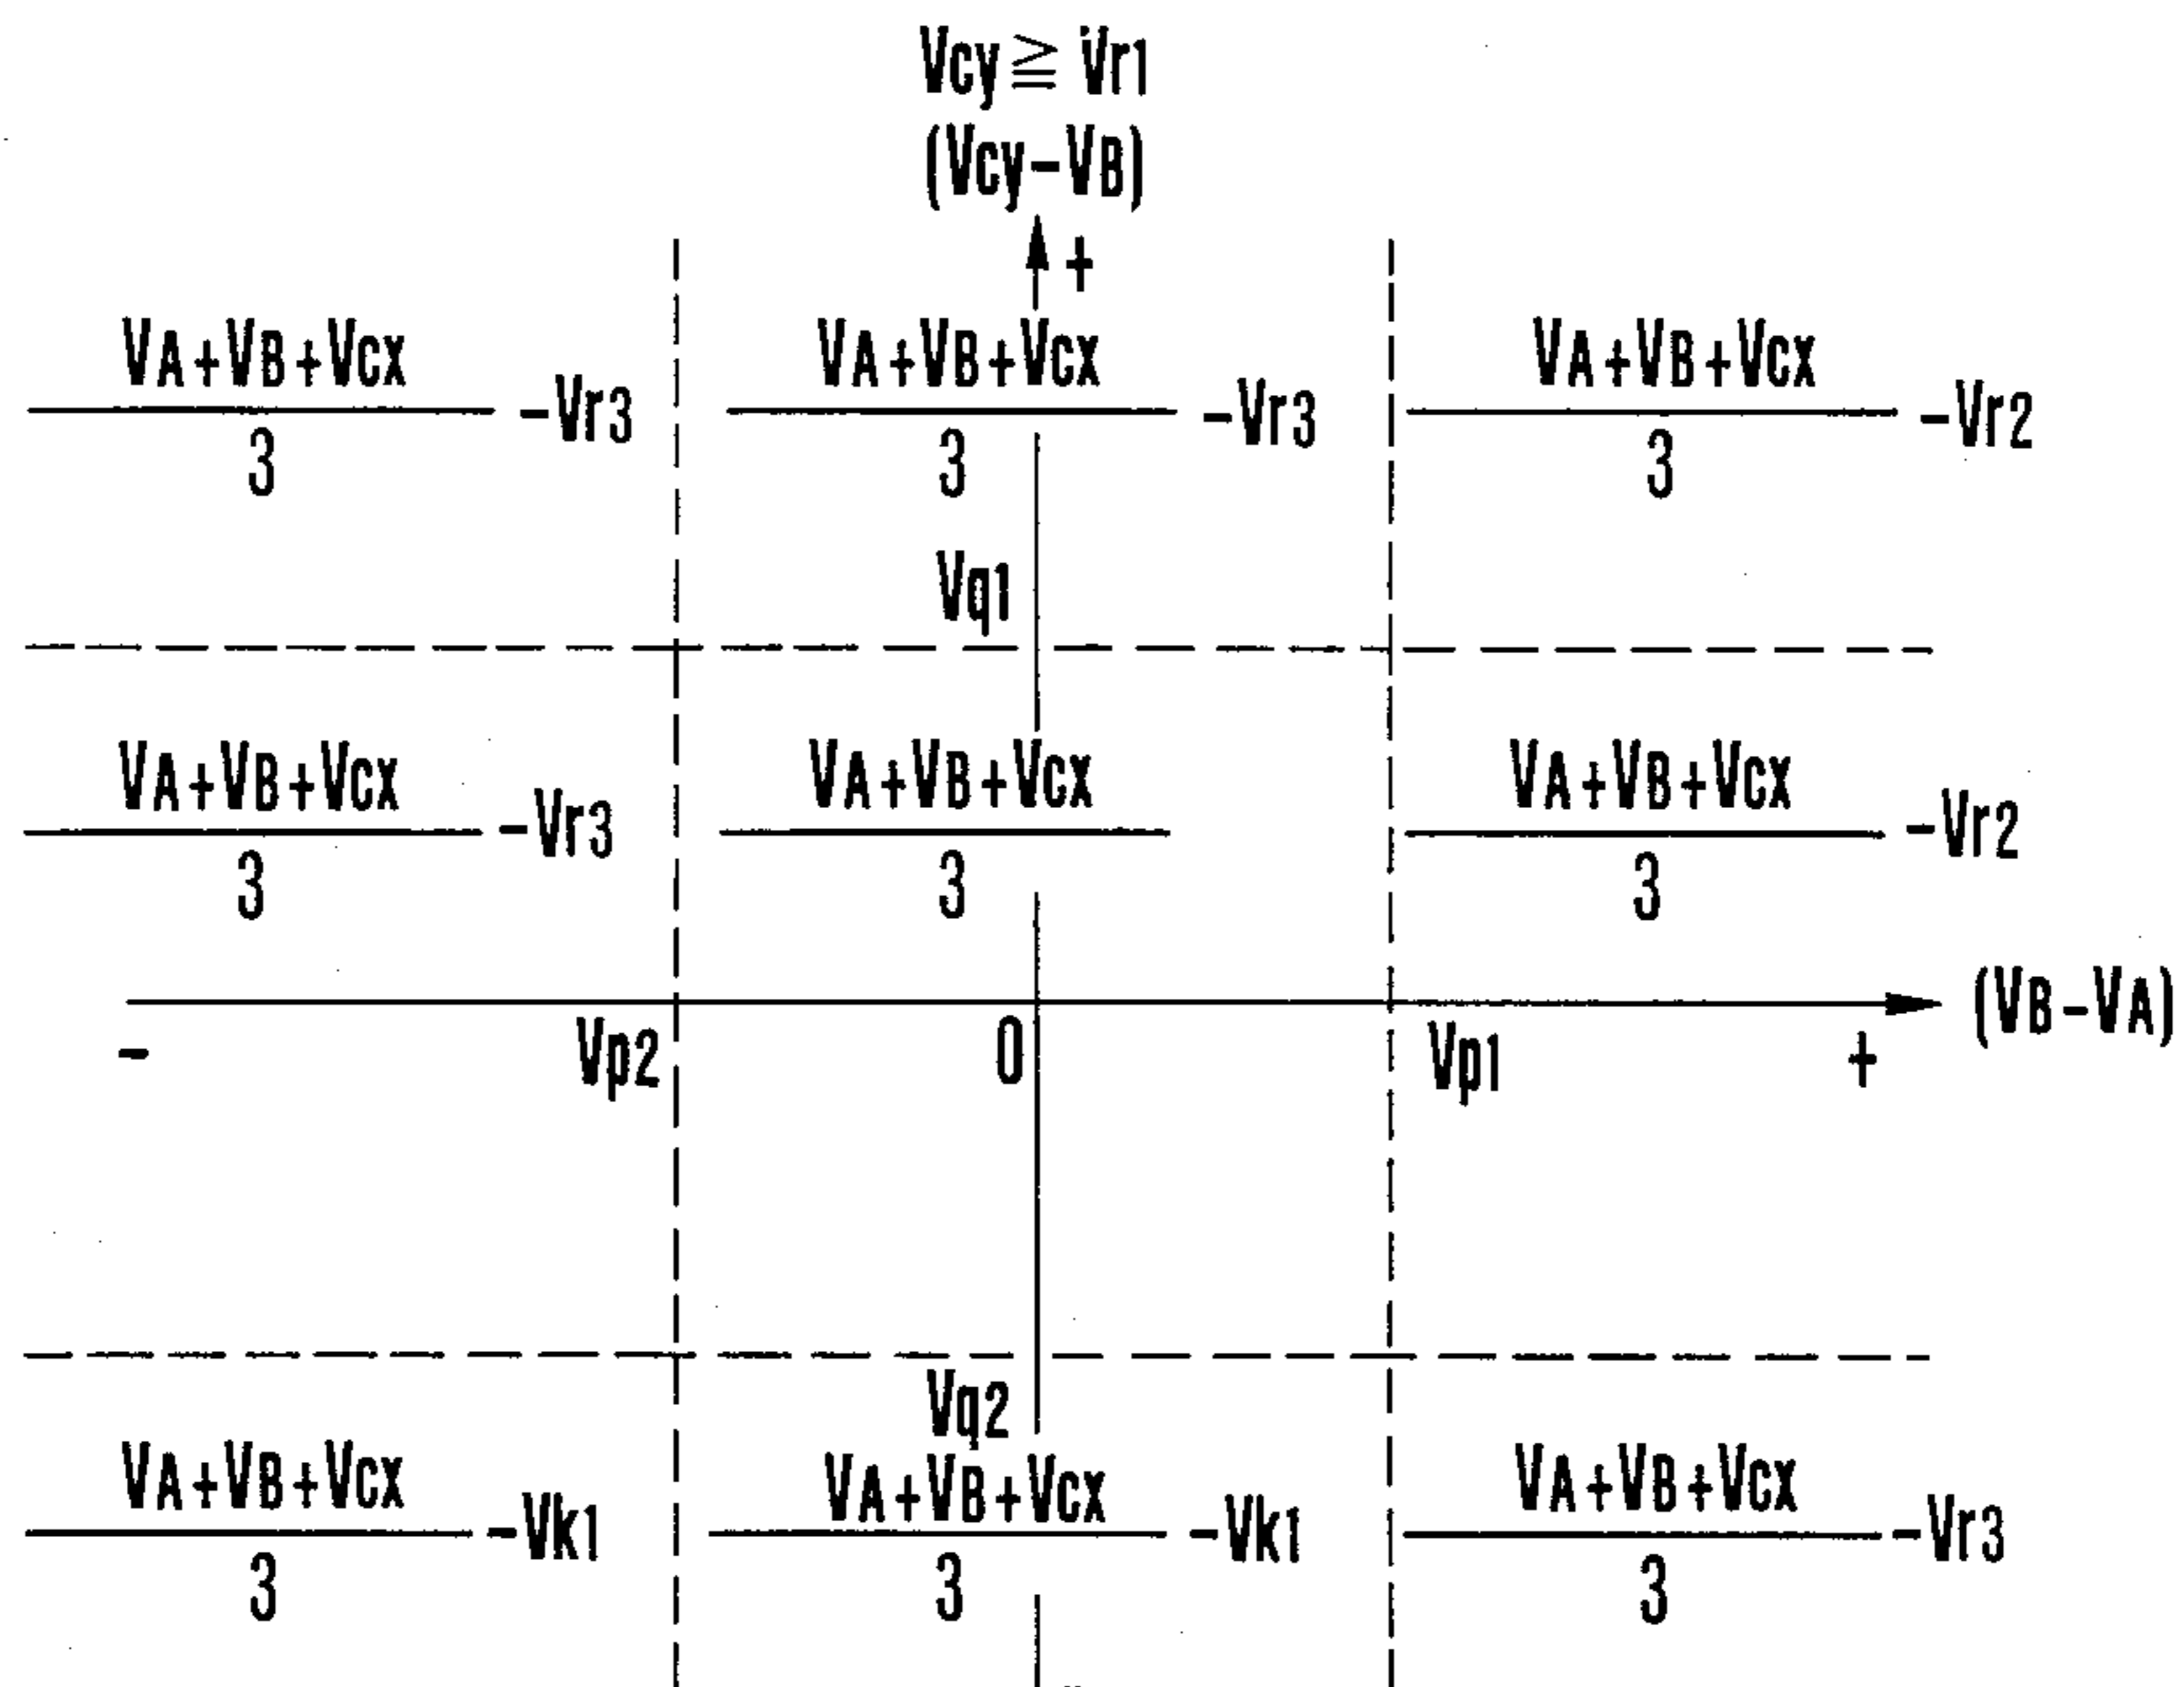 Vcy ≧ Vr1
(Vcy-VB)
+
VA+VB+Vcx VA+VB+Vcx VA+VB+Vcx
-Vr3 -Vr3 -Vr2
3 3 3
Vq1
VA+VB+Vcx VA+VB+Vcx VA+VB+Vcx
-Vr3 -Vr2
3 3 3
(VB-VA)
- Vp2 0 Vp1 +
Vq2
VA+VB+Vcx VA+VB+Vcx VA+VB+Vcx
-Vk1 -Vk1 -Vr3
3 3 3